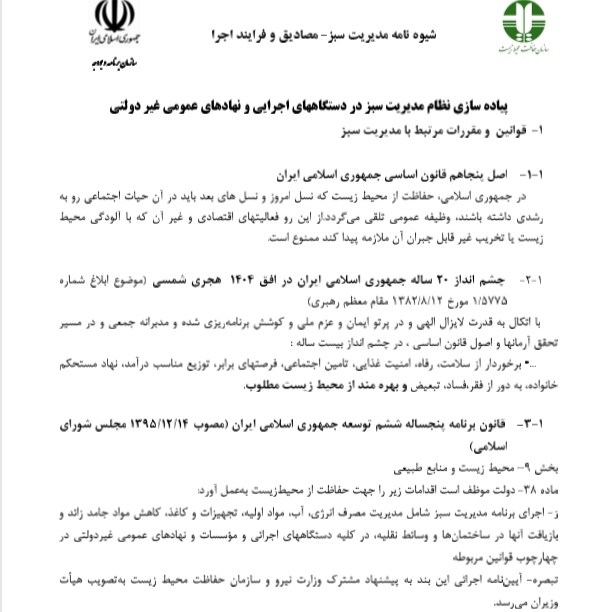 شیوه نامه مدیریت سبز- مصادیق و فرایند اجرا
جمهوری اسلامی ایران
سازمان حفاظت محیط زیست
پیاده سازی نظام مدیریت سبز در دستگاههای اجرایی و نهادهای عمومی غیر دولتی
۱- قوانین و مقررات مرتبط با مدیریت سبز
۱-۱- اصل پنجاهم قانون اساسی جمهوری اسلامی ایران
در جمهوری اسلامی، حفاظت از محیط زیست که نسل امروز و نسل های بعد باید در آن حیات اجتماعی رو به
رشدی داشته باشند، وظیفه عمومی تلقی می‌گردد.از این رو فعالیتهای اقتصادی و غیر آن که با آلودگی محیط
زیست یا تخریب غیر قابل جبران آن ملازمه پیدا کند ممنوع است.
۲-۱- چشم انداز ۲۰ ساله جمهوری اسلامی ایران در افق ۱۴۰۴ هجری شمسی (موضوع ابلاغ شماره
۱/۵۷۷۵ مورخ ۱۳۸۲/۸/۱۲ مقام معظم رهبری)
با اتکال به قدرت لایزال الهی و در پرتو ایمان و عزم ملی و کوشش برنامه‌ریزی شده و مدبرانه جمعی و در مسیر
تحقق آرمانها و اصول قانون اساسی ، در چشم انداز بیست ساله :
...- برخوردار از سلامت، رفاه، امنیت غذایی، تامین اجتماعی، فرصتهای برابر، توزیع مناسب درآمد، نهاد مستحکم
خانواده، به دور از فقر،فساد، تبعیض و بهره مند از محیط زیست مطلوب.
۳-۱- قانون برنامه پنجساله ششم توسعه جمهوری اسلامی ایران (مصوب ۱۳۹۵/۱۲/۱۴ مجلس شورای
اسلامی)
بخش ۹- محیط زیست و منابع طبیعی
ماده ۳۸- دولت موظف است اقدامات زیر را جهت حفاظت از محیط‌زیست به‌عمل آورد:
ز- اجرای برنامه مدیریت سبز شامل مدیریت مصرف انرژی، آب، مواد اولیه، تجهیزات و کاغذ، کاهش مواد جامد زائد و
بازیافت آنها در ساختمان‌ها و وسائط نقلیه، در کلیه دستگاههای اجرائی و مؤسسات و نهادهای عمومی غیردولتی در
چهارچوب قوانین مربوطه
تبصره- آیین‌نامه اجرائی این بند به پیشنهاد مشترک وزارت نیرو و سازمان حفاظت محیط زیست به‌تصویب هیأت
وزیران می‌رسد.